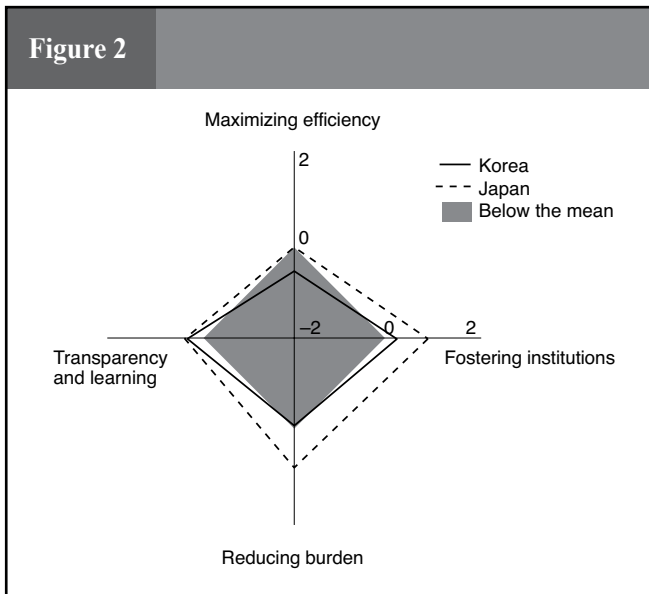 Figure 2
Maximizing efficiency
2
Korea
Japan
Below the mean
0
–2
0
2
Transparency
and learning
Fostering institutions
Reducing burden